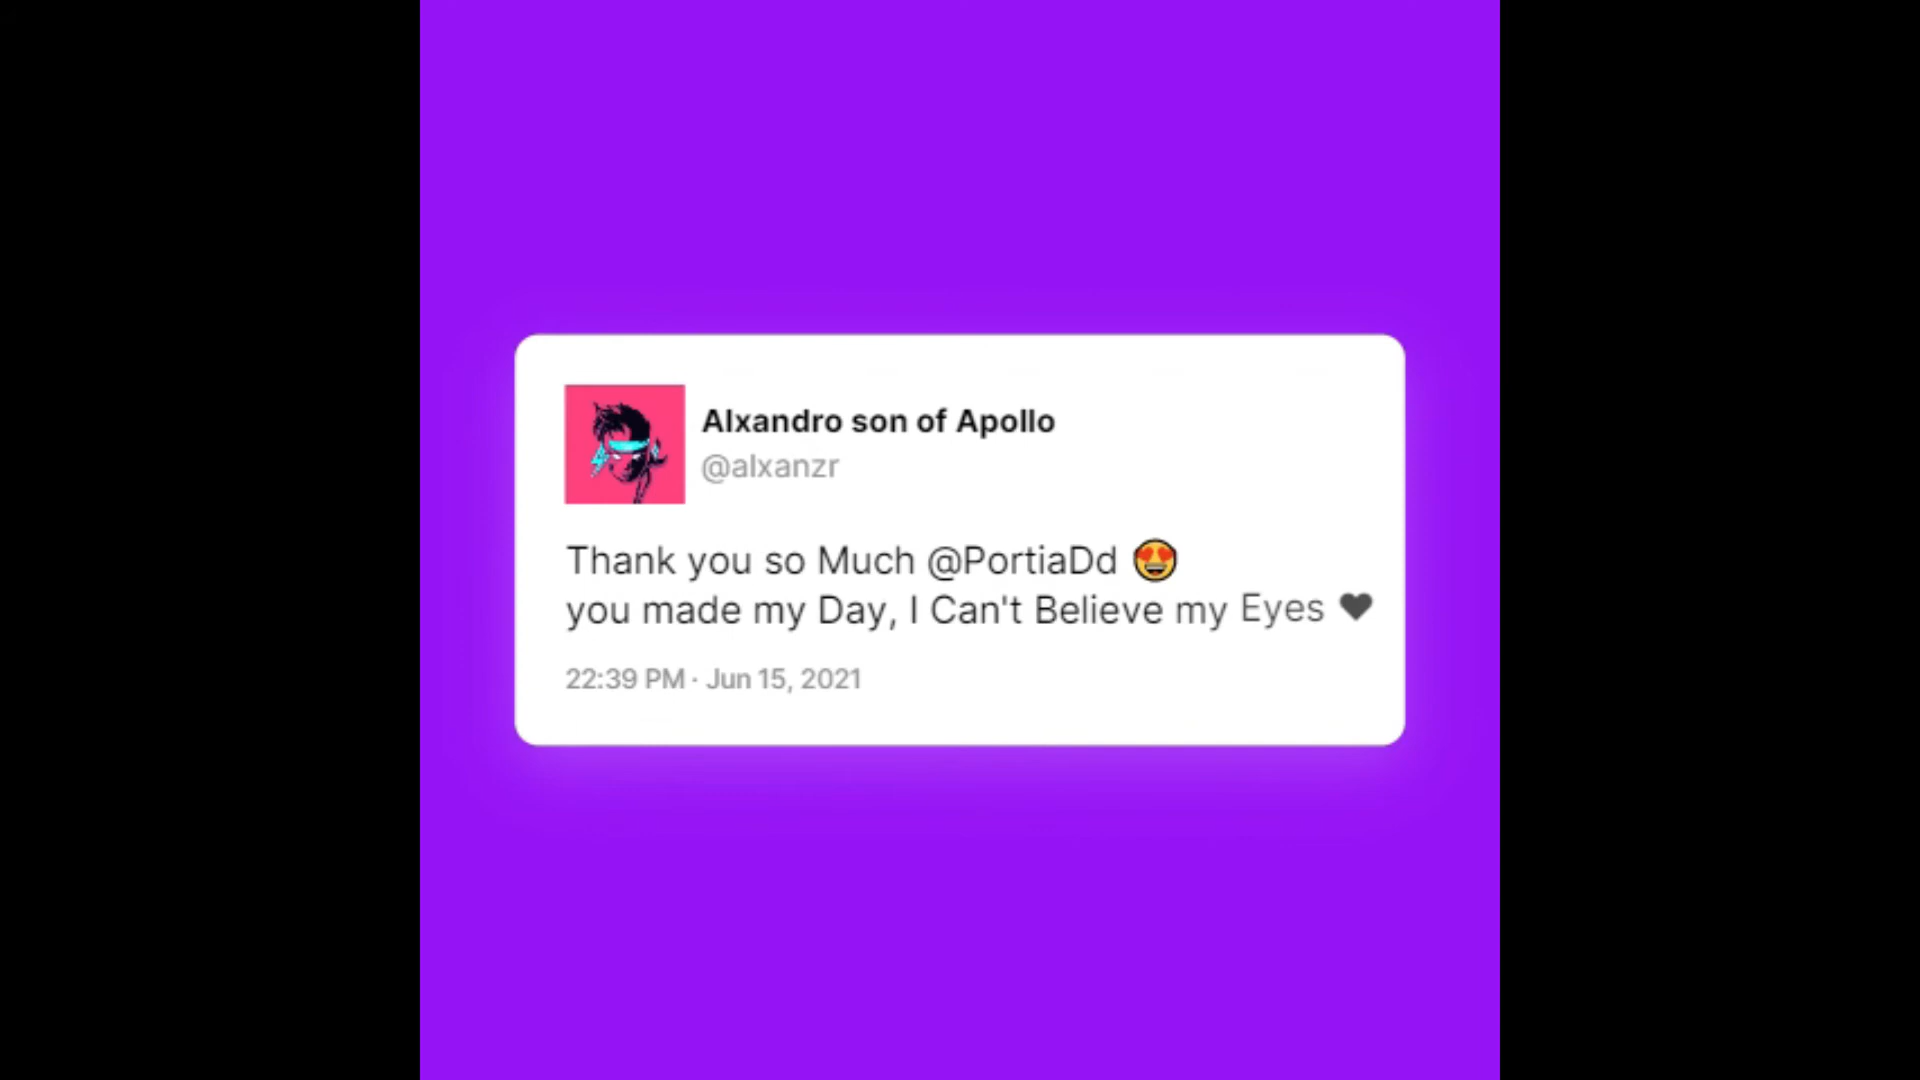 Alxandro son of Apollo
@alxanzr
Thank you so Much @PortiaDd 😍
you made my Day, I Can't Believe my Eyes ♥
22:39 PM · Jun 15, 2021